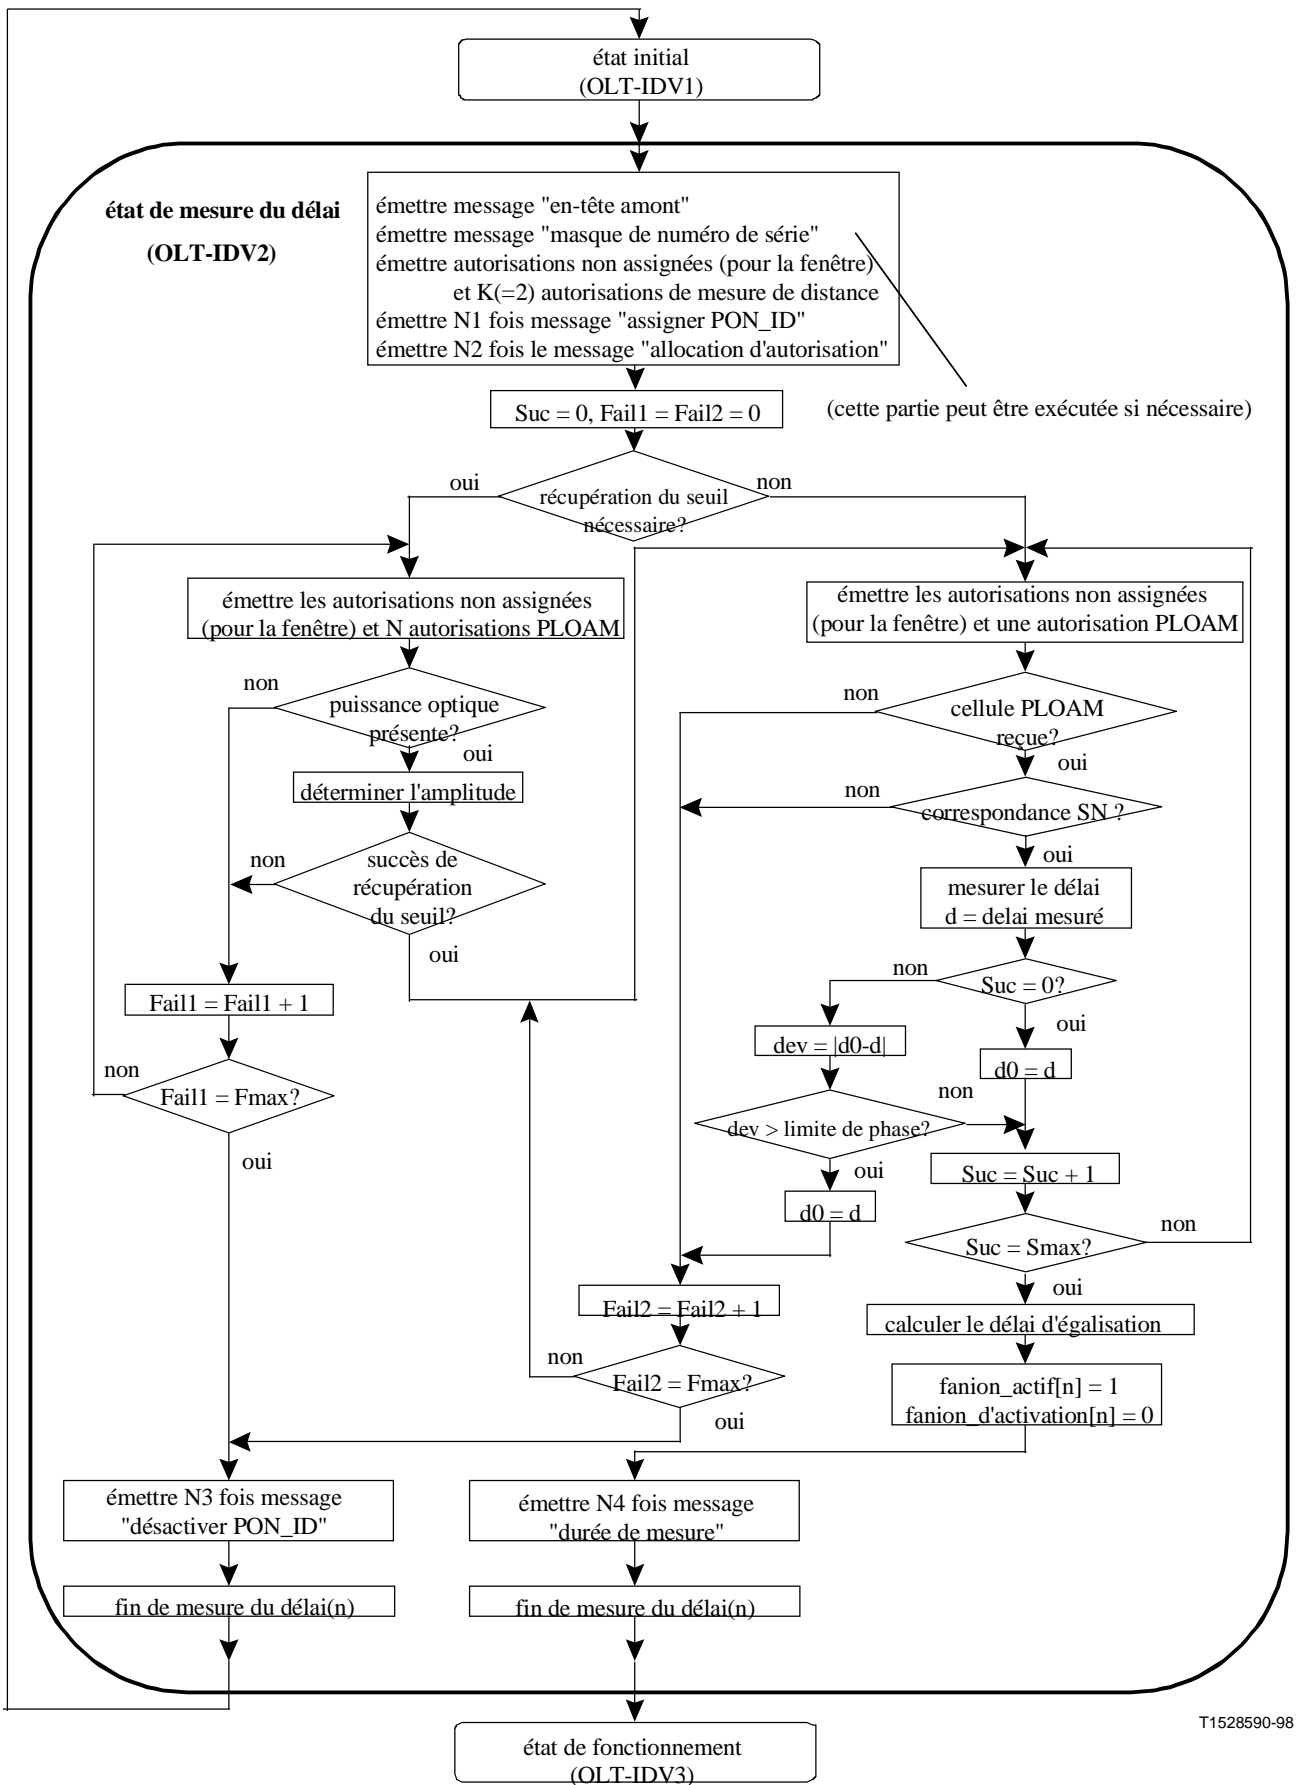 état initial
(OLT-IDV1)
état de mesure du délai
(OLT-IDV2)
émettre message "en-tête amont"
émettre message "masque de numéro de série"
émettre autorisations non assignées (pour la fenêtre)
et K(=2) autorisations de mesure de distance
émettre N1 fois message "assigner PON_ID"
émettre N2 fois le message "allocation d'autorisation"
(cette partie peut être exécutée si nécessaire)
Suc = 0, Fail1 = Fail2 = 0
oui
récupération du seuil
nécessaire?
non
émettre les autorisations non assignées
(pour la fenêtre) et N autorisations PLOAM
émettre les autorisations non assignées
(pour la fenêtre) et une autorisation PLOAM
non
puissance optique
présente?
oui
non
cellule PLOAM
reçue?
oui
déterminer l'amplitude
non
correspondance SN ?
oui
non
succès de
récupération
du seuil?
oui
mesurer le délai
d = delai mesuré
non
Suc = 0?
oui
Fail1 = Fail1 + 1
dev = |d0-d|
d0 = d
non
Fail1 = Fmax?
oui
non
dev > limite de phase?
oui
Suc = Suc + 1
d0 = d
non
Suc = Smax?
oui
Fail2 = Fail2 + 1
calculer le délai d'égalisation
non
Fail2 = Fmax?
oui
fanion_actif[n] = 1
fanion_d'activation[n] = 0
émettre N3 fois message
"désactiver PON_ID"
émettre N4 fois message
"durée de mesure"
fin de mesure du délai(n)
fin de mesure du délai(n)
T1528590-98
état de fonctionnement
(OLT-IDV3)